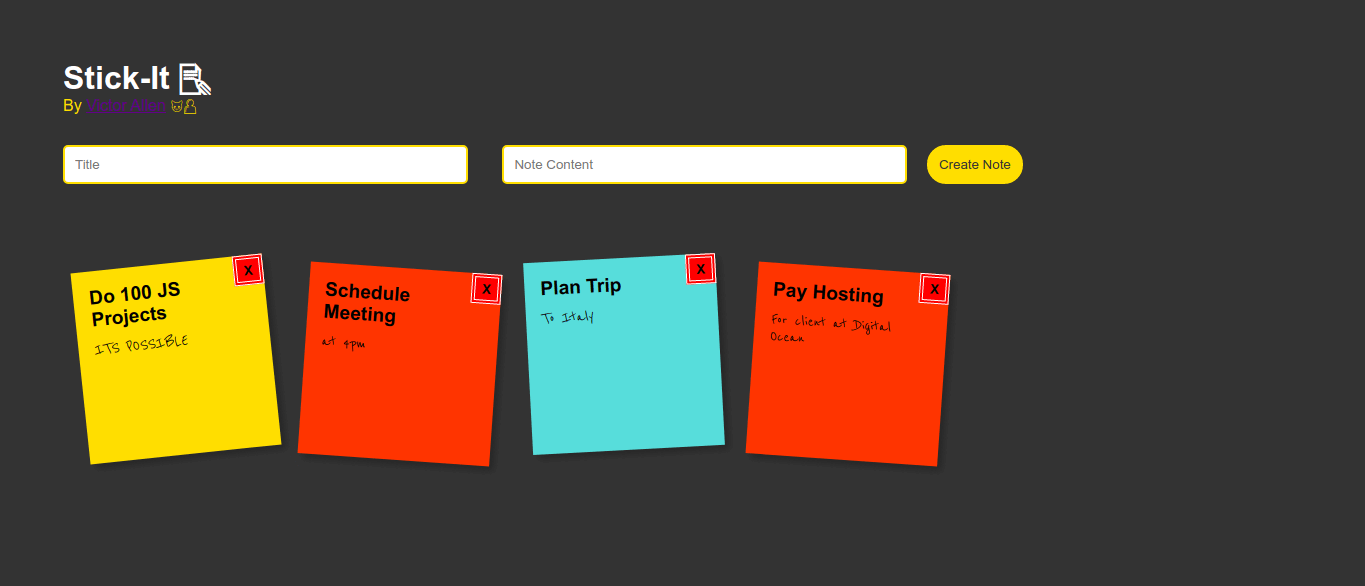 Stick-It
By Victor Allen
Title
Note Content
Create Note
X
Do 100 JS
Projects
ITS POSSIBLE
X
Schedule
Meeting
at 4pm
X
Plan Trip
To Italy
X
Pay Hosting
For client at Digital
Ocean